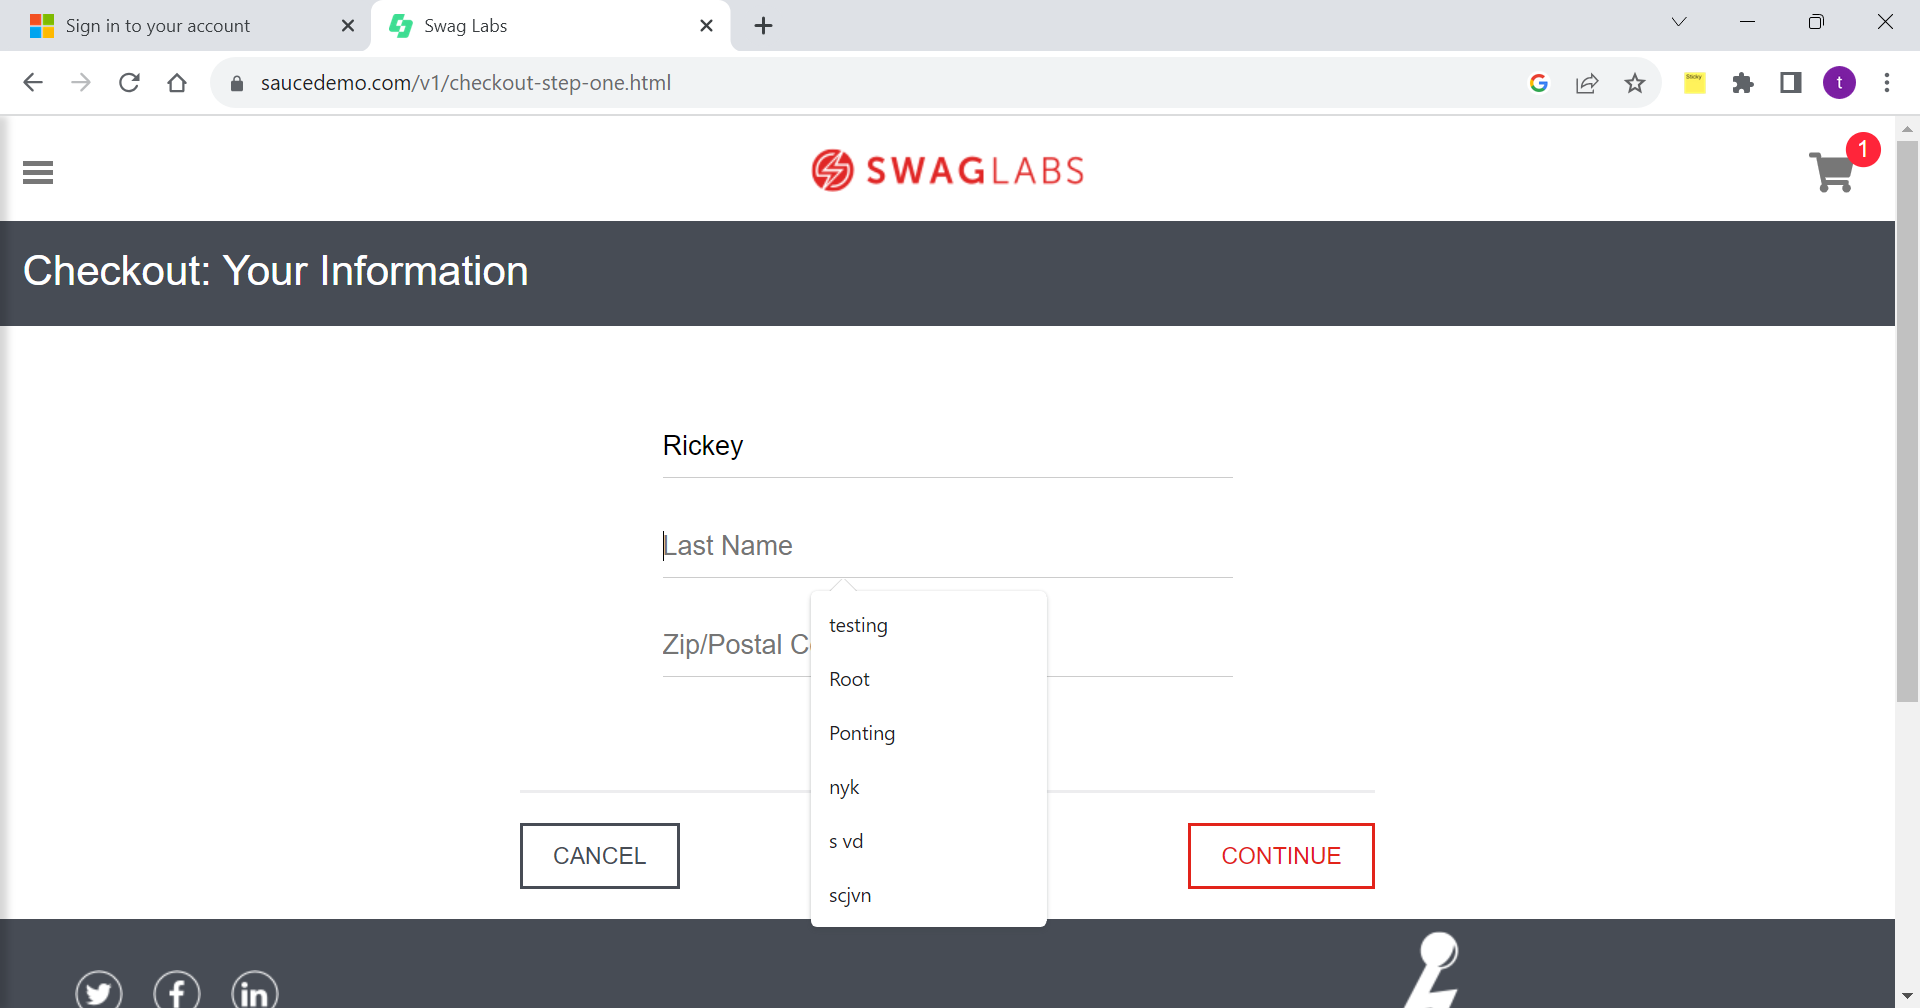 Sign in to your account
Swag Labs
saucedemo.com/v1/checkout-step-one.html
Sticky
t
SWAGLABS
1
Checkout: Your Information
Rickey
Last Name
Zip/Postal C
testing
Root
Ponting
nyk
s vd
scjvn
CANCEL
CONTINUE